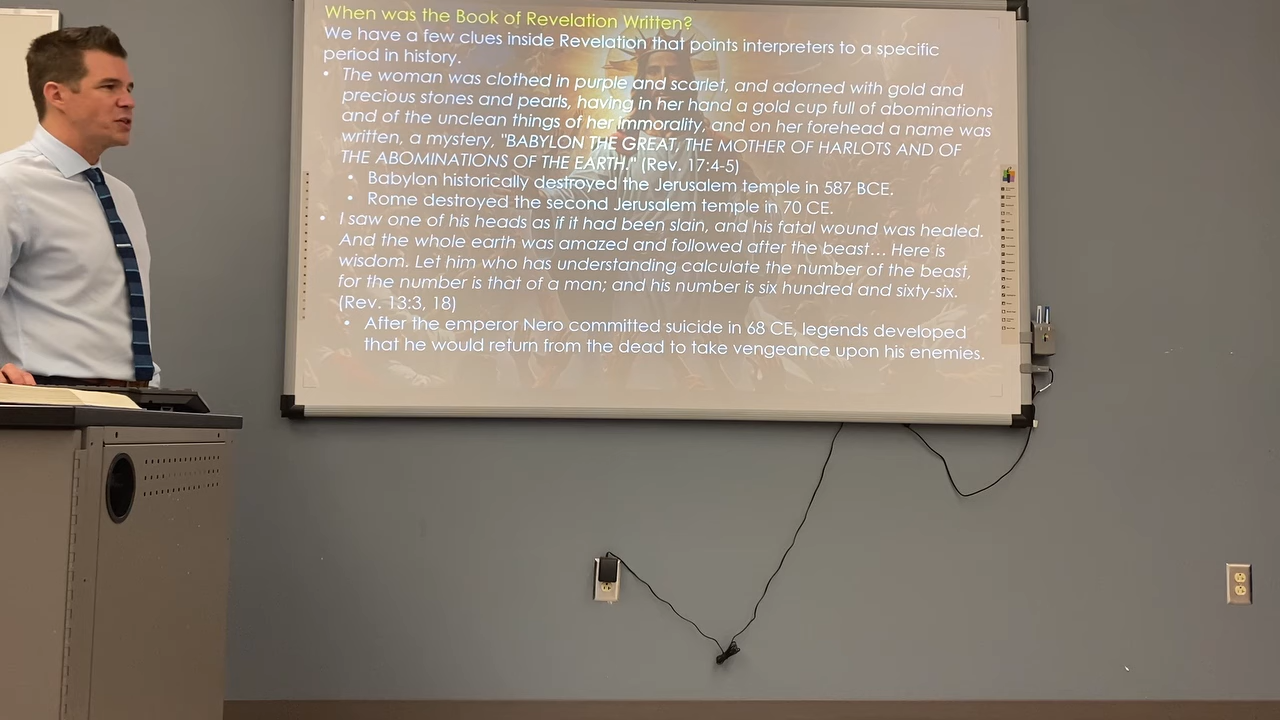 When was the Book of Revelation Written?
We have a few clues inside Revelation that points interpreters to a specific
period in history.
• The woman was clothed in purple and scarlet, and adorned with gold and
precious stones and pearls, having in her hand a gold cup full of abominations
and of the unclean things of her immorality, and on her forehead a name was
written, a mystery, "BABYLON THE GREAT, THE MOTHER OF HARLOTS AND OF
THE ABOMINATIONS OF THE EARTH." (Rev. 17:4-5)
• Babylon historically destroyed the Jerusalem temple in 587 BCE.
• Rome destroyed the second Jerusalem temple in 70 CE.
• I saw one of his heads as if it had been slain, and his fatal wound was healed.
And the whole earth was amazed and followed after the beast… Here is
wisdom. Let him who has understanding calculate the number of the beast,
for the number is that of a man; and his number is six hundred and sixty-six.
(Rev. 13:3, 18)
• After the emperor Nero committed suicide in 68 CE, legends developed
that he would return from the dead to take vengeance upon his enemies.